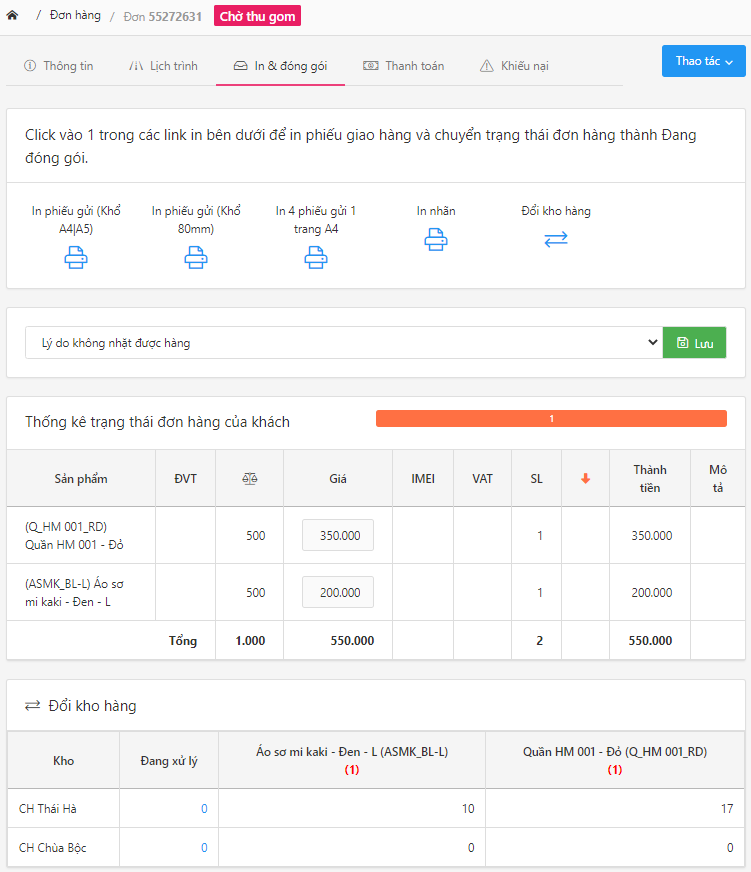 / Đơn hàng / Đơn 55272631 Chờ thu gom
Thông tin Lịch trình In & đóng gói Thanh toán Khiếu nại Thao tác
Click vào 1 trong các link in bên dưới để in phiếu giao hàng và chuyển trạng thái đơn hàng thành Đang
đóng gói.
In phiếu gửi (Khổ In phiếu gửi (Khổ In 4 phiếu gửi 1 In nhãn Đổi kho hàng
A4|A5) 80mm) trang A4
Lý do không nhặt được hàng Lưu
Thống kê trạng thái đơn hàng của khách 1
Sản phẩm ĐVT Giá IMEI VAT SL Thành Mô
tiền tả
(Q_HM 001_RD)
Quần HM 001 - Đỏ 500 350.000 1 350.000
(ASMK_BL-L) Áo sơ
mi kaki - Đen - L 500 200.000 1 200.000
Tổng 1.000 550.000 2 550.000
Đổi kho hàng
Kho Đang xử lý Áo sơ mi kaki - Đen - L (ASMK_BL-L) Quần HM 001 - Đỏ (Q_HM 001_RD)
(1) (1)
CH Thái Hà 0 10 17
CH Chùa Bộc 0 0 0